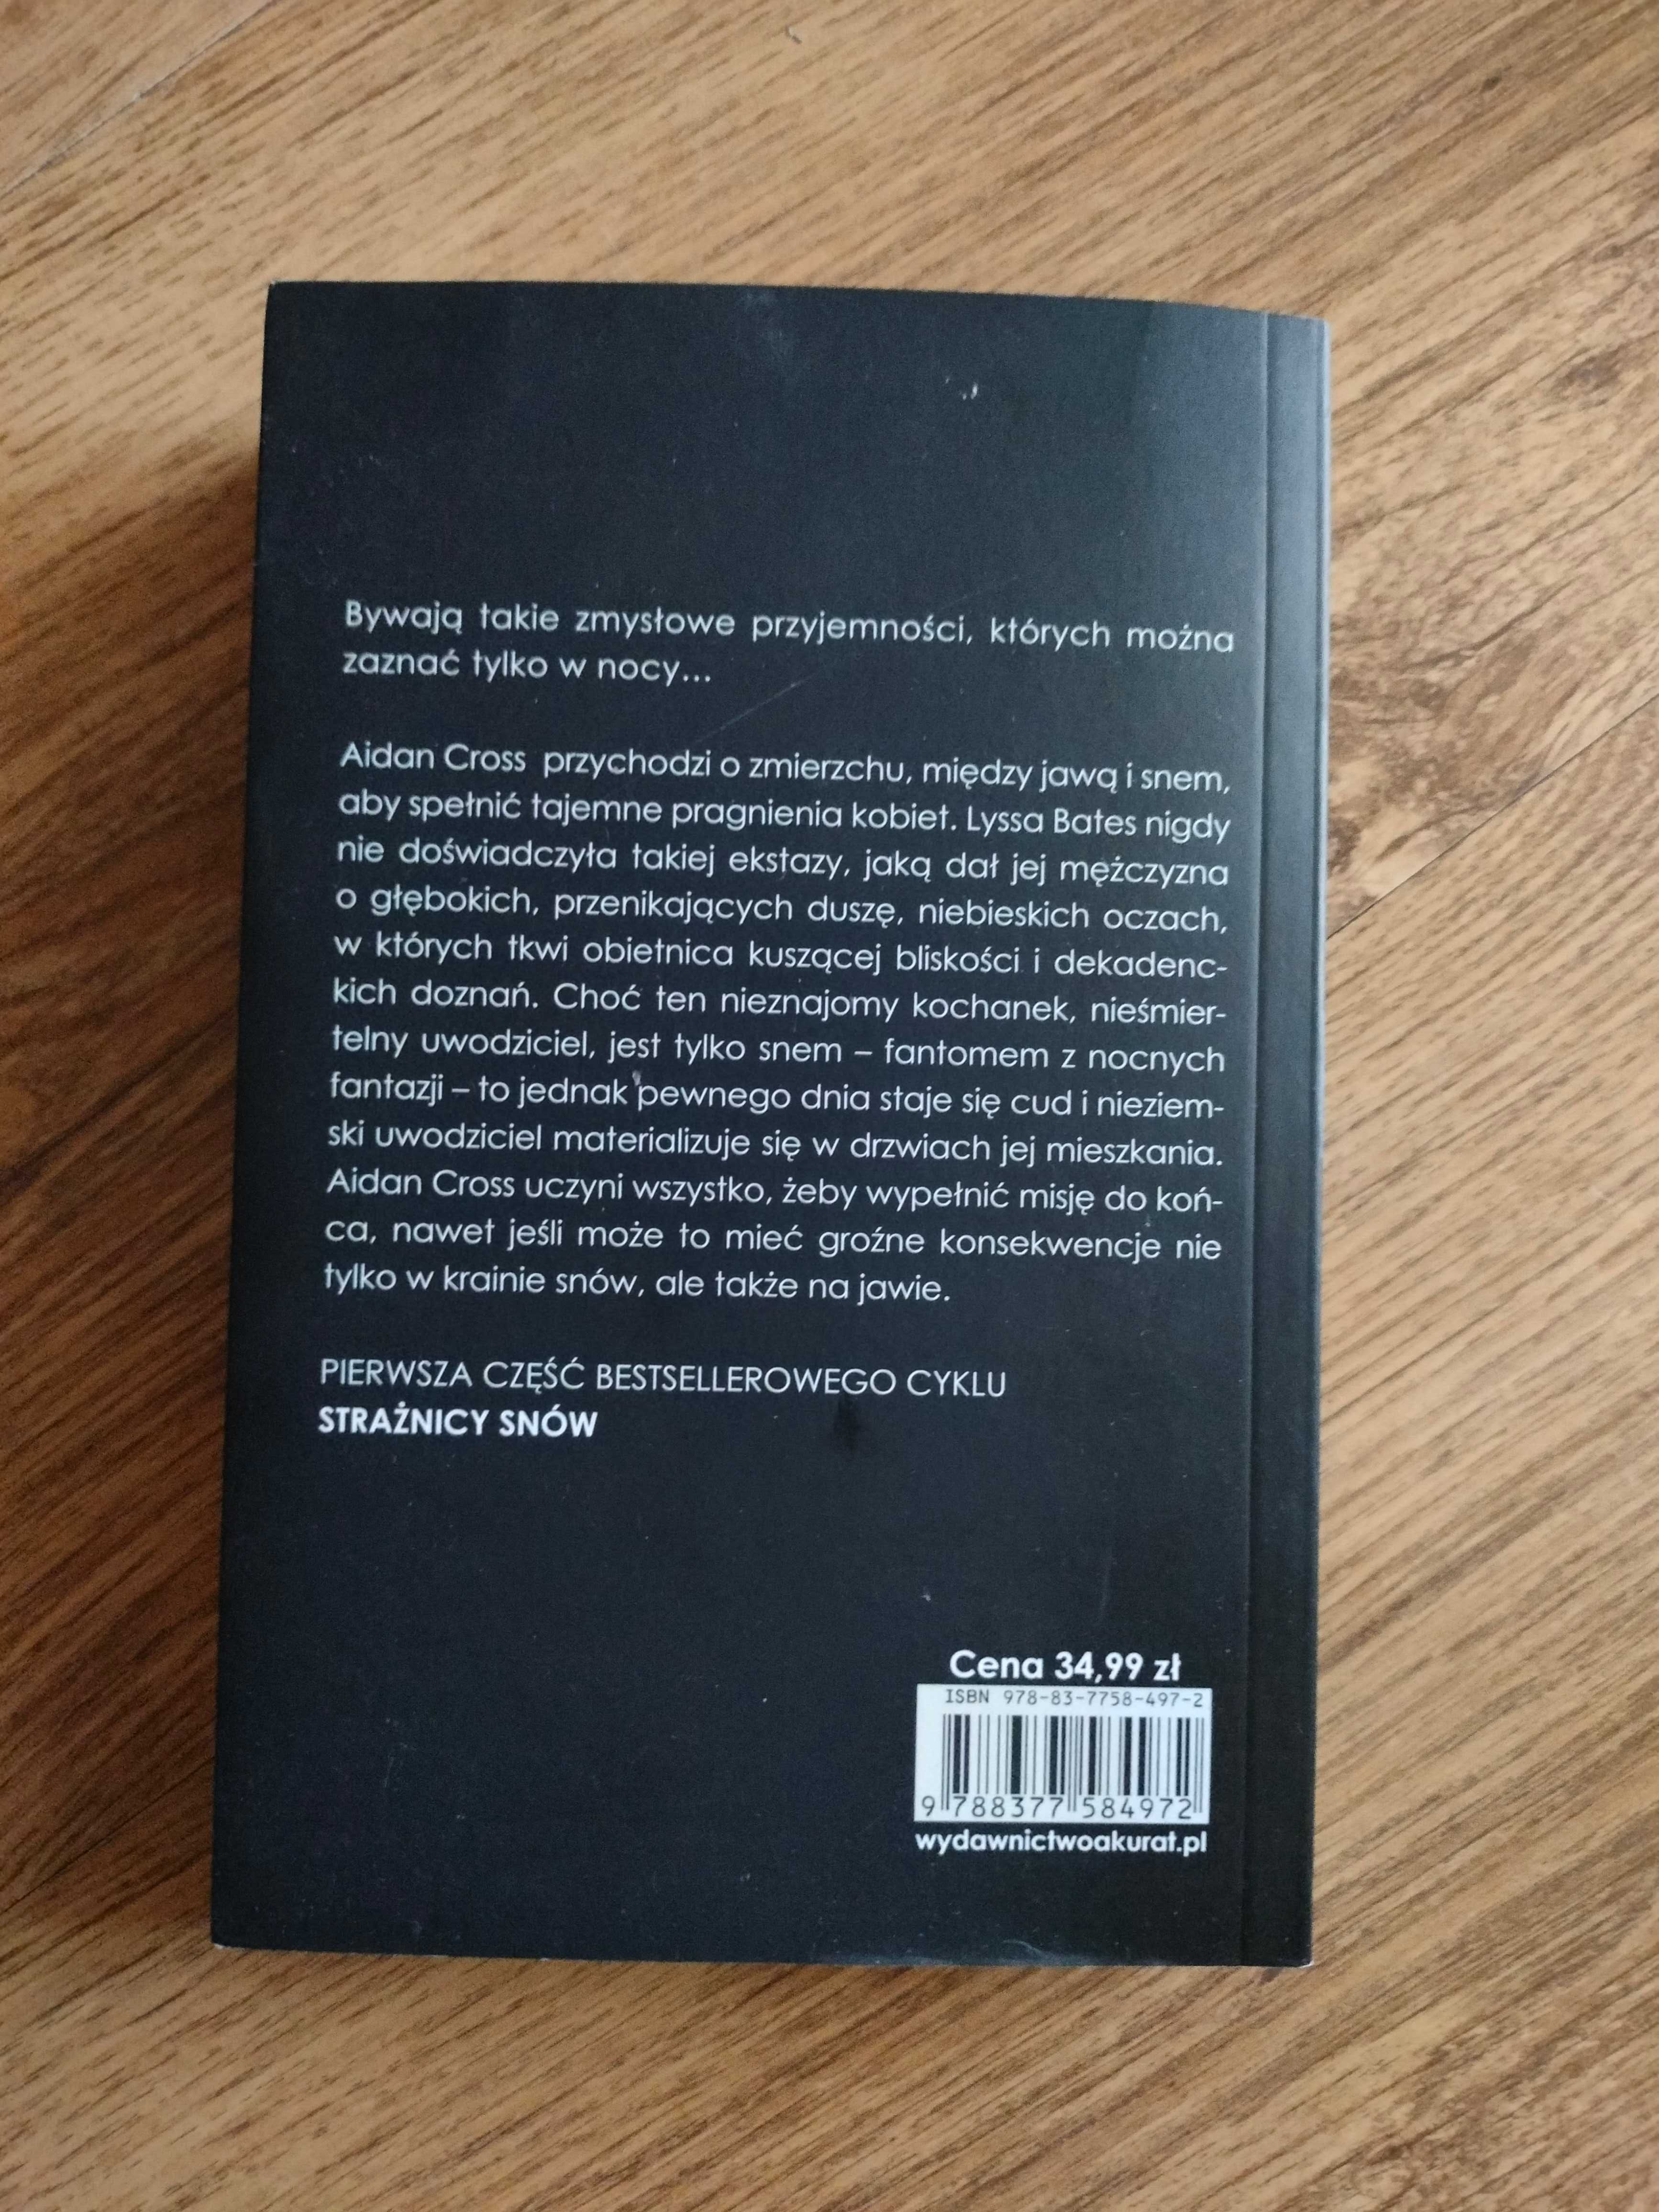 Bywają takie zmysłowe przyjemności, których można
zaznać tylko w nocy...
Aidan Cross przychodzi o zmierzchu, między jawą i snem,
aby spełnić tajemne pragnienia kobiet. Lyssa Bates nigdy
nie doświadczyła takiej ekstazy, jaką dał jej mężczyzna
o głębokich, przenikających duszę, niebieskich oczach,
w których tkwi obietnica kuszącej bliskości i dekadenc-
kich doznań. Choć ten nieznajomy kochanek, nieśmier-
telny uwodziciel, jest tylko snem – fantomem z nocnych
fantazji – to jednak pewnego dnia staje się cud i nieziem-
ski uwodziciel materializuje się w drzwiach jej mieszkania.
Aidan Cross uczyni wszystko, żeby wypełnić misję do koń-
ca, nawet jeśli może to mieć groźne konsekwencje nie
tylko w krainie snów, ale także na jawie.
PIERWSZA CZĘŚĆ BESTSELLEROWEGO CYKLU
STRAŻNICY SNÓW
Cena 34,99 zł
ISBN 978-83-7758-497-2
9 788377 584972
wydawnictwoakurat.pl